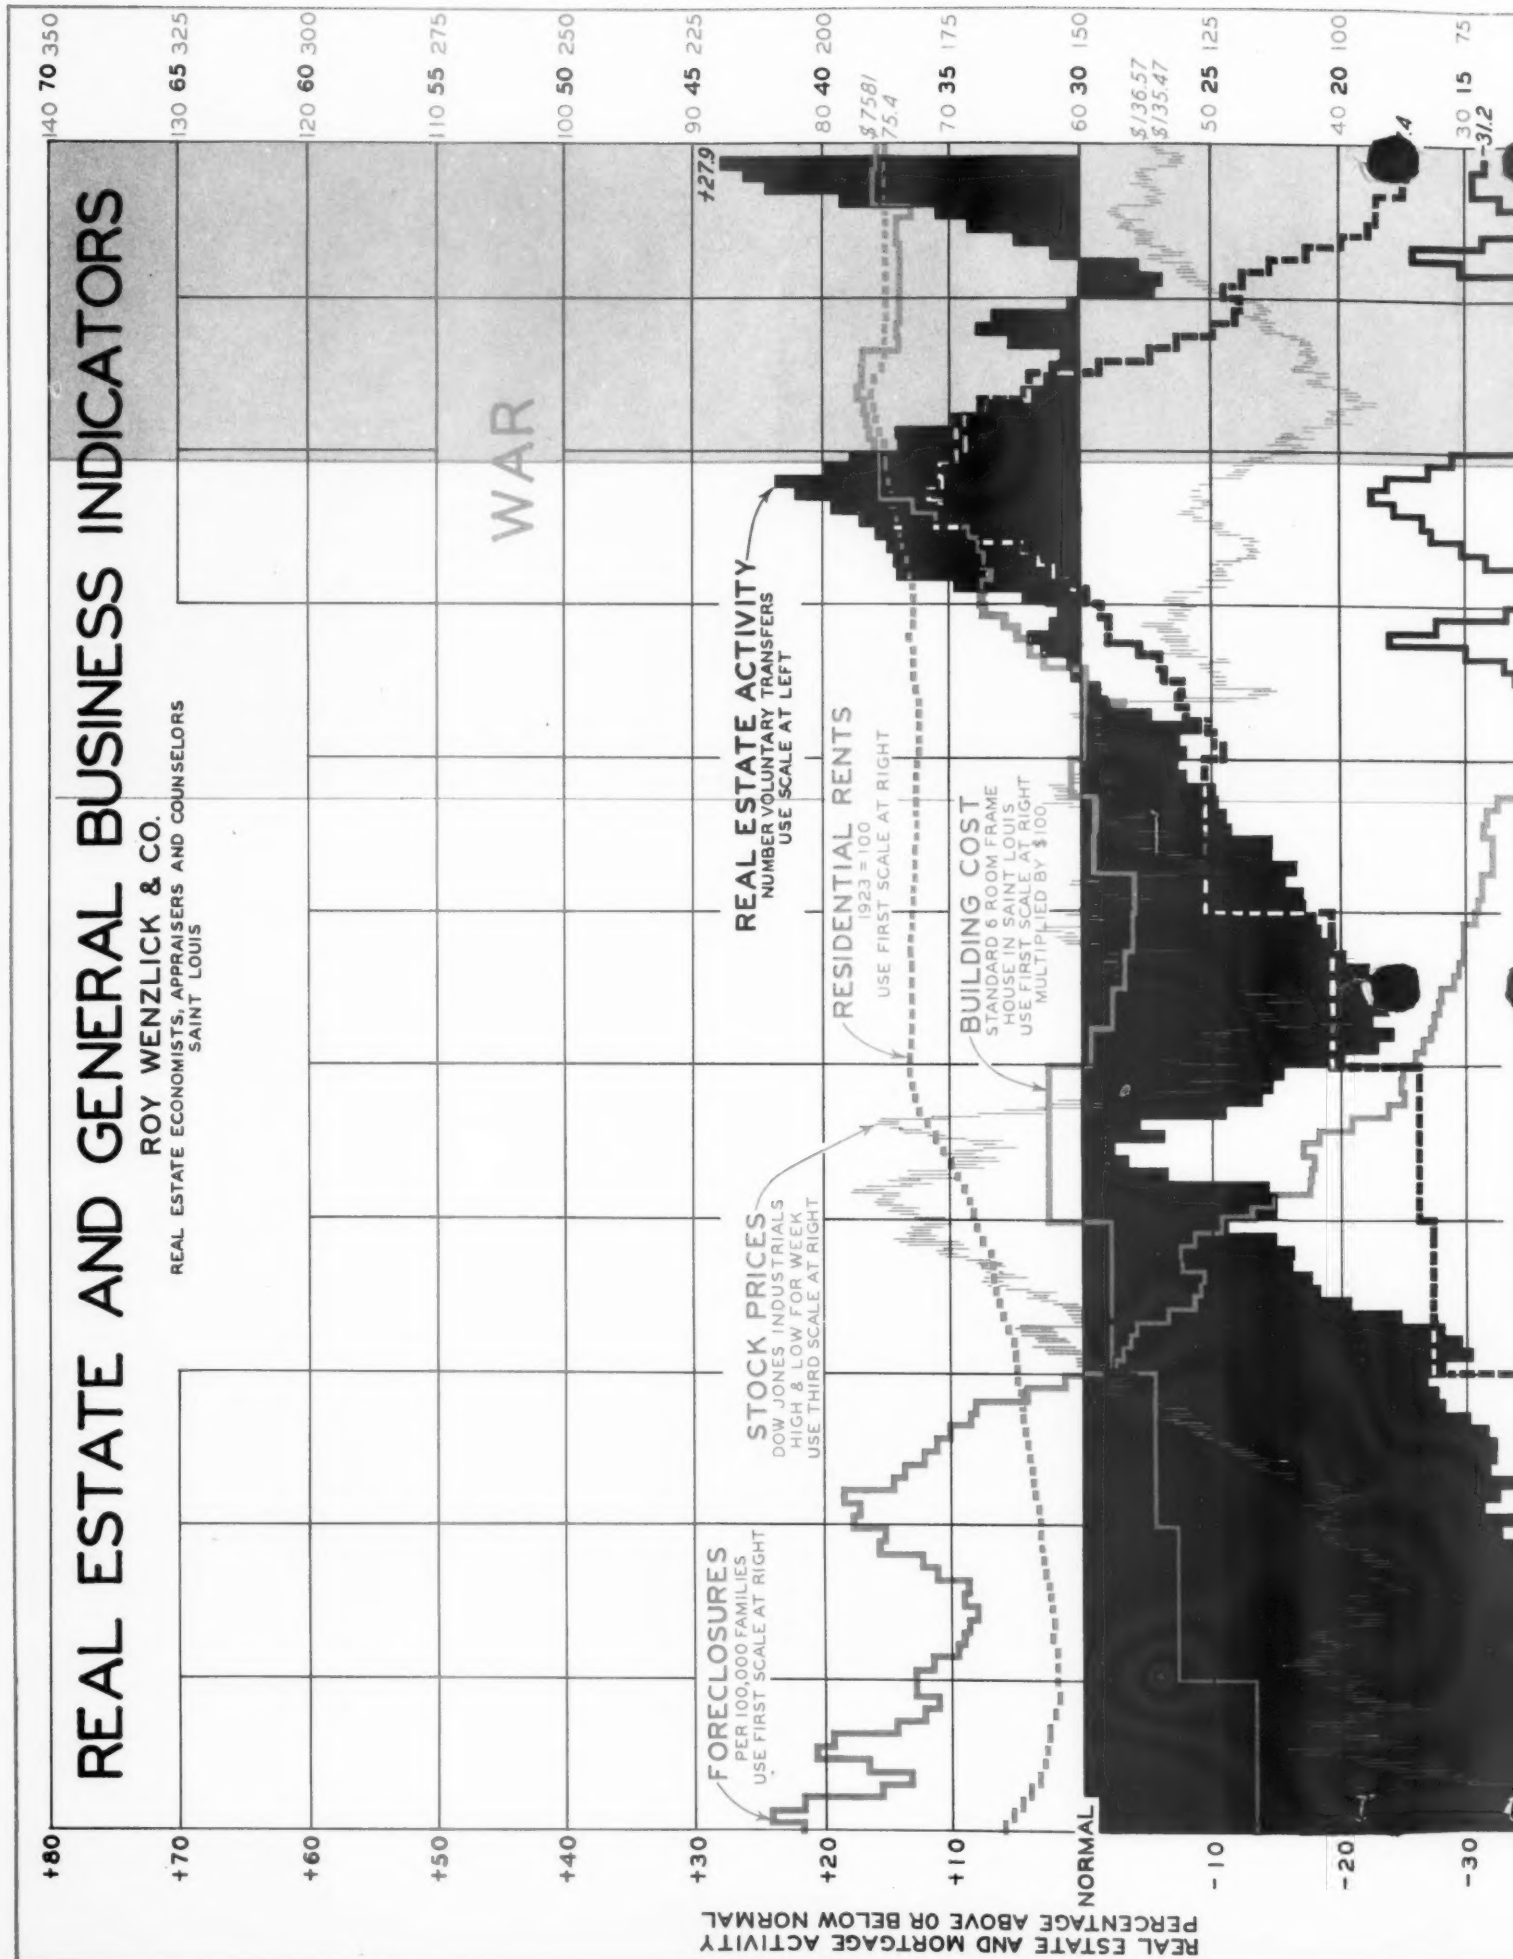 REAL ESTATE AND GENERAL BUSINESS INDICATORS
ROY WENZLICK & CO.
REAL ESTATE ECONOMISTS, APPRAISERS AND COUNSELORS
SAINT LOUIS
REAL ESTATE AND MORTGAGE ACTIVITY
PERCENTAGE ABOVE OR BELOW NORMAL
+80
+70
+60
+50
+40
+30
+20
+10
NORMAL
-10
-20
-30
WAR
FORECLOSURES
PER 100,000 FAMILIES
USE FIRST SCALE AT RIGHT
STOCK PRICES
DOW JONES INDUSTRIALS
HIGH & LOW FOR WEEK
USE THIRD SCALE AT RIGHT
REAL ESTATE ACTIVITY
NUMBER VOLUNTARY TRANSFERS
USE SCALE AT LEFT
RESIDENTIAL RENTS
1923 = 100
USE FIRST SCALE AT RIGHT
BUILDING COST
STANDARD 6 ROOM FRAME
HOUSE IN SAINT LOUIS
USE FIRST SCALE AT RIGHT
MULTIPLIED BY $100
+27.9
140 70 350
130 65 325
120 60 300
110 55 275
100 50 250
90 45 225
80 40 200
$7581
75.4
70 35 175
60 30 150
$136.57
$135.47
50 25 125
.4
40 20 100
30 15 75
-31.2